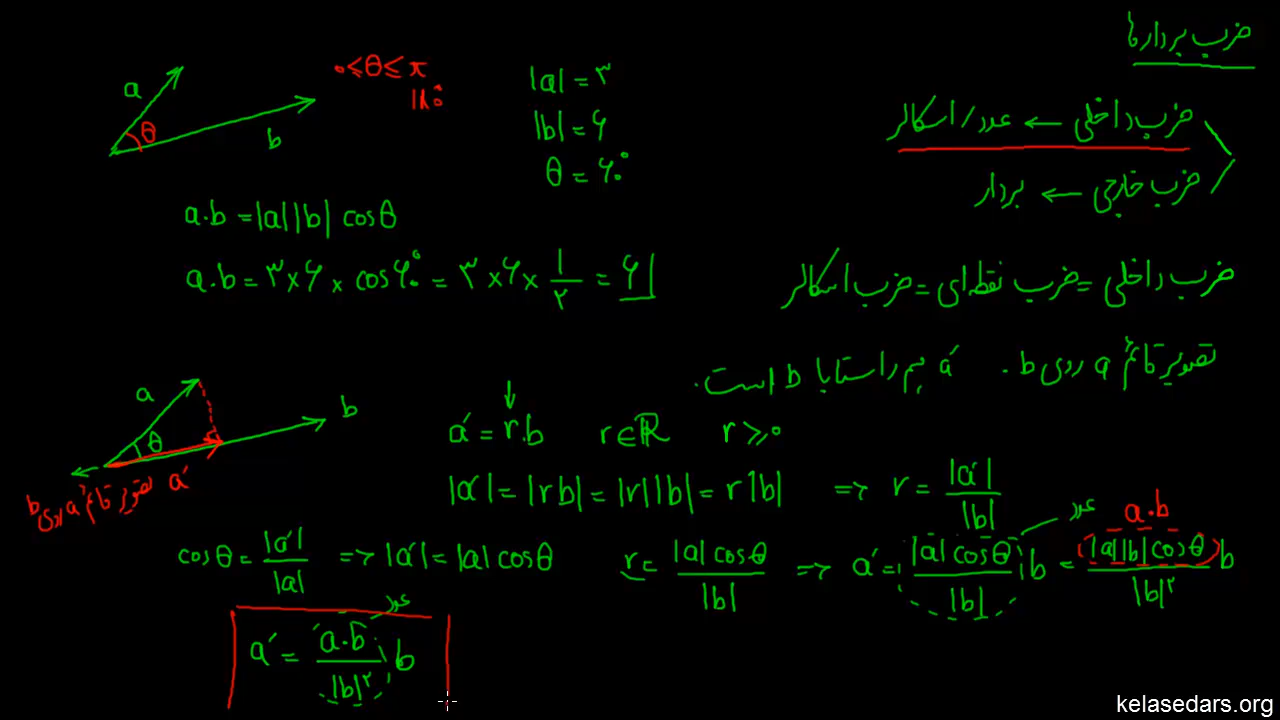 ضرب بردارها
ضرب داخلی ← عدد/اسکالر
ضرب خارجی ← بردار
ضرب داخلی = ضرب نقطه‌ای = ضرب اسکالر
a
θ
b
۰ ≤ θ ≤ π
۱۸۰°
|a| = ۳
|b| = ۴
θ = ۶۰°
a.b = |a||b| cosθ
a.b = ۳ × ۴ × cos۶۰° = ۳ × ۴ × ۱/۲ = ۶
تصویر قائم a روی b. a′ هم راستا با b است.
a
θ
b
a′ تصویر قائم a روی b
a′ = r.b r∈ℝ r ≥ ۰
|a′| = |rb| = |r||b| = r|b| => r = |a′|/|b|
cosθ = |a′|/|a| => |a′| = |a| cosθ
r = |a| cosθ/|b| => a′ = |a| cosθ/|b| b = |a||b| cosθ/|b|² b
عدد
a.b
عدد
a′ = a.b/|b|² b
kelasedars.org